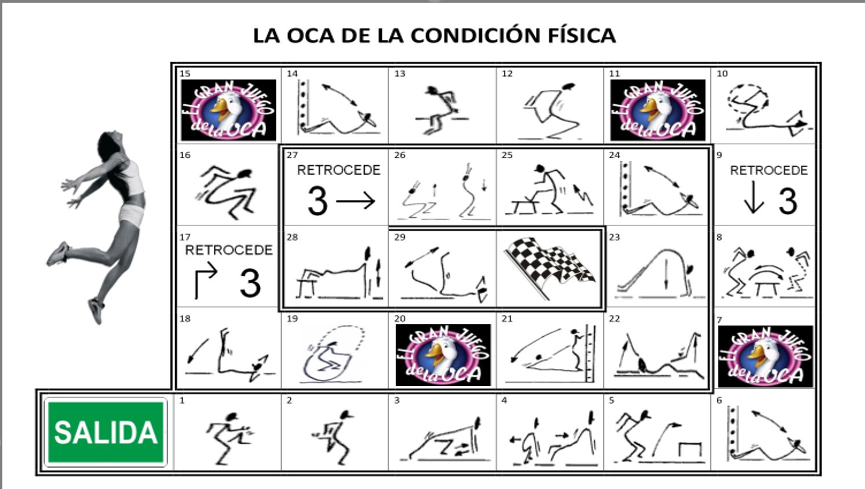 LA OCA DE LA CONDICIÓN FÍSICA
15 14 13 12 11 10
EL GRAN JUEGO de la OCA
EL GRAN JUEGO de la OCA
16 27 26 25 24 9
RETROCEDE
3
RETROCEDE
3
17 28 29 23 8
RETROCEDE
3
18 19 20 21 22 7
EL GRAN JUEGO de la OCA
EL GRAN JUEGO de la OCA
SALIDA
1 2 3 4 5 6